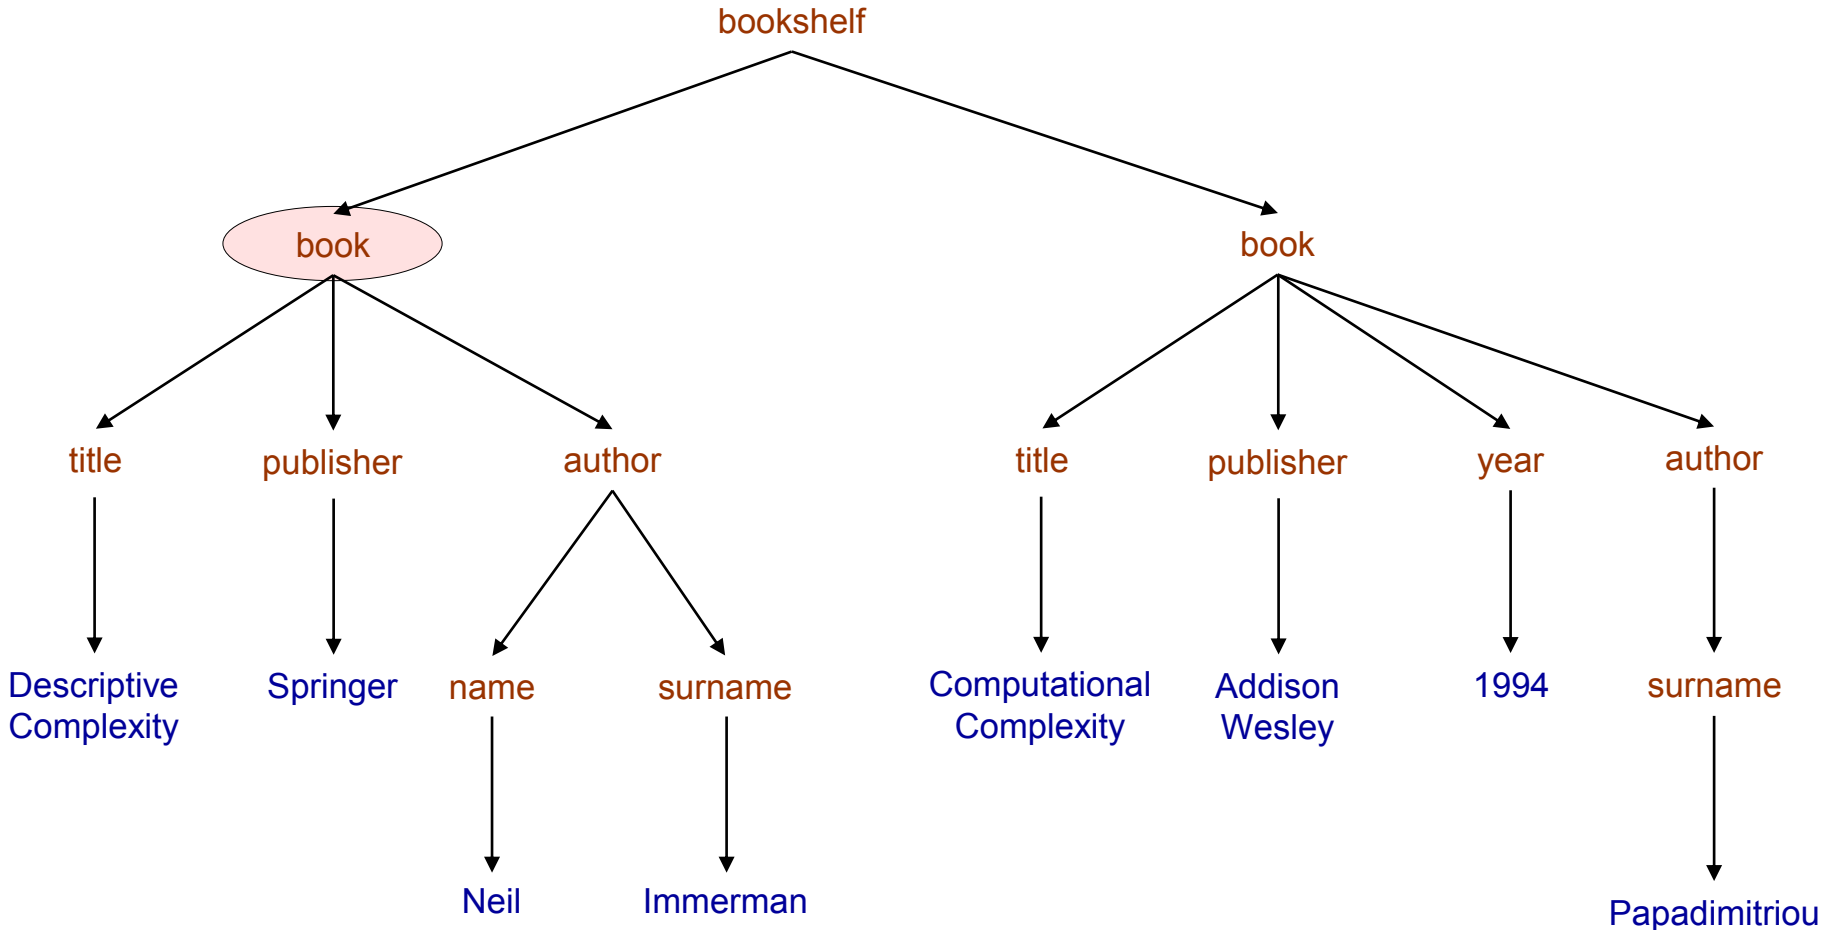 bookshelf
book
book
title
publisher
author
title
publisher
year
author
Descriptive
Complexity
Springer
name
surname
Computational
Complexity
Addison
Wesley
1994
surname
Neil
Immerman
Papadimitriou